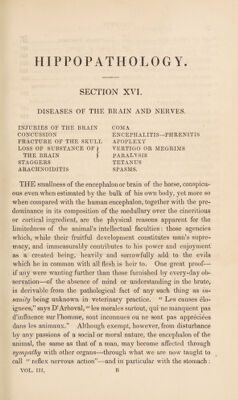 HIPPOPATHOLOGY.
SECTION XVI.
DISEASES OF THE BRAIN AND NERVES.
INJURIES OF THE BRAIN
CONCUSSION
FRACTURE OF THE SKULL
LOSS OF SUBSTANCE OF }
THE BRAIN }
STAGGERS
ARACHNOIDITIS
COMA
ENCEPHALITIS—PHRENITIS
APOPLEXY
VERTIGO OR MEGRIMS
PARALYSIS
TETANUS
SPASMS.
THE smallness of the encephalon or brain of the horse, conspicu-
ous even when estimated by the bulk of his own body, yet more so
when compared with the human encephalon, together with the pre-
dominance in its composition of the medullary over the cineritious
or cortical ingredient, are the physical reasons apparent for the
limitedness of the animal's intellectual faculties: those agencies
which, while their fruitful development constitutes man's supre-
macy, and immeasurably contributes to his power and enjoyment
as a created being, heavily and sorrowfully add to the evils
which he in common with all flesh is heir to. One great proof—
if any were wanting further than those furnished by every-day ob-
servation—of the absence of mind or understanding in the brute,
is derivable from the pathological fact of any such thing as in-
sanity being unknown in veterinary practice. “ Les causes éloi-
gnees,” says D'Arboval, “ les morales surtout, qui ne manquent pas
d'influence sur l'homme, sont inconnues ou ne sont pas appréciées
dans les animaux.” Although exempt, however, from disturbance
by any passions of a social or moral nature, the encephalon of the
animal, the same as that of a man, may become affected through
sympathy with other organs—through what we are now taught to
call “ reflex nervous action”—and in particular with the stomach:
VOL. III. B